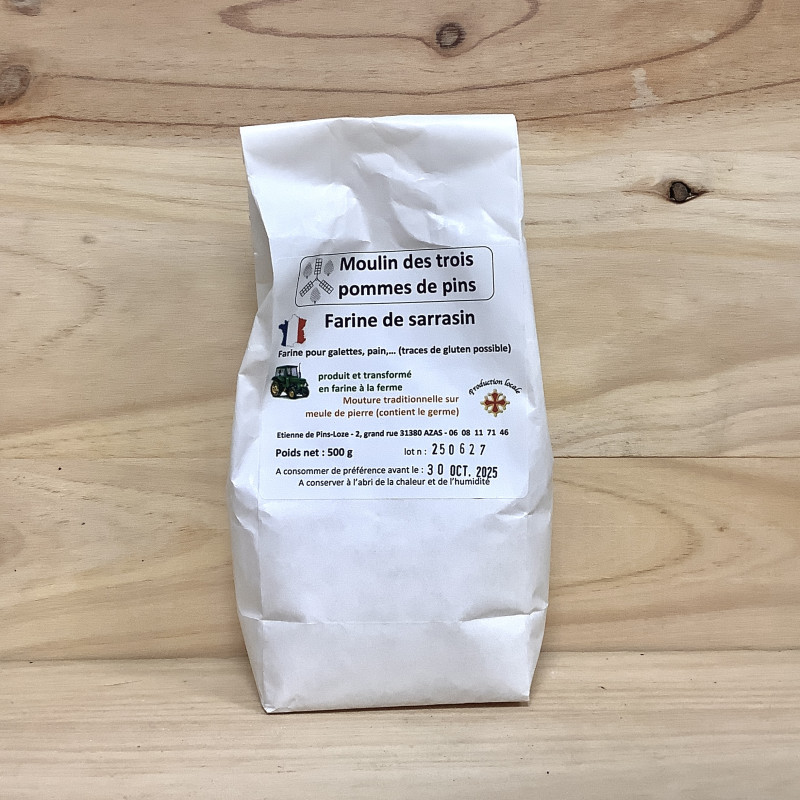 Moulin des trois
pommes de pins
Farine de sarrasin
Farine pour galettes, pain,... (traces de gluten possible)
produit et transformé
en farine à la ferme
Production locale
Mouture traditionnelle sur
meule de pierre (contient le germe)
Etienne de Pins-Loze - 2, grand rue 31380 AZAS - 06 08 11 71 46
Poids net : 500 g lot n : 250627
A consommer de préférence avant le : 30 OCT. 2025
A conserver à l'abri de la chaleur et de l'humidité